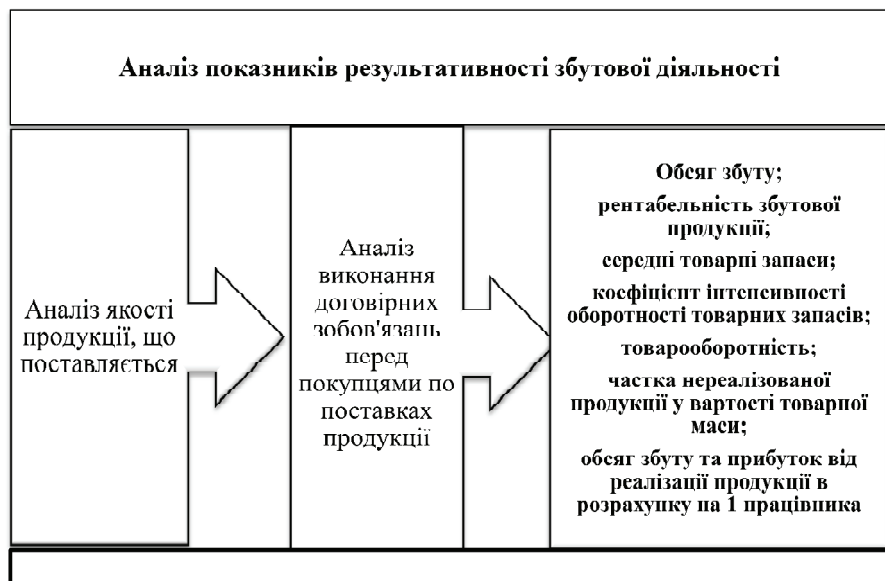 Аналіз показників результативності збутової діяльності
Аналіз якості
продукції, що
поставляється
Аналіз
виконання
договірних
зобов'язань
перед
покупцями по
поставках
продукції
Обсяг збуту;
рентабельність збутової
продукції;
середні товарні запаси;
коефіцієнт інтенсивності
оборотності товарних запасів;
товарооборотність;
частка нереалізованої
продукції у вартості товарної
маси;
обсяг збуту та прибуток від
реалізації продукції в
розрахунку на 1 працівника